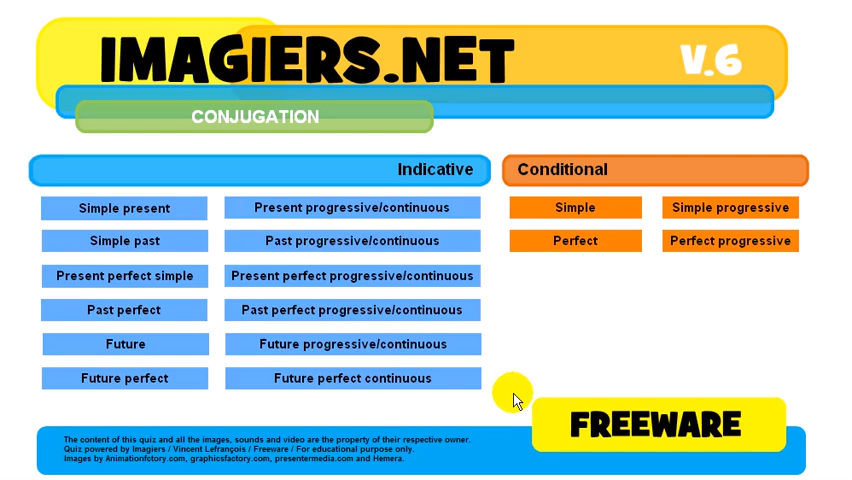 IMAGIERS.NET
V.6
CONJUGATION
Indicative
Conditional
Simple present
Present progressive/continuous
Simple
Simple progressive
Simple past
Past progressive/continuous
Perfect
Perfect progressive
Present perfect simple
Present perfect progressive/continuous
Past perfect
Past perfect progressive/continuous
Future
Future progressive/continuous
Future perfect
Future perfect continuous
FREEWARE
The content of this quiz and all the images, sounds and video are the property of their respective owner.
Quiz powered by Imagiers / Vincent Lefrançois / Freeware / For educational purpose only.
Images by Animationfctory.com, graphicsfactory.com, presentermedia.com and Hemera.